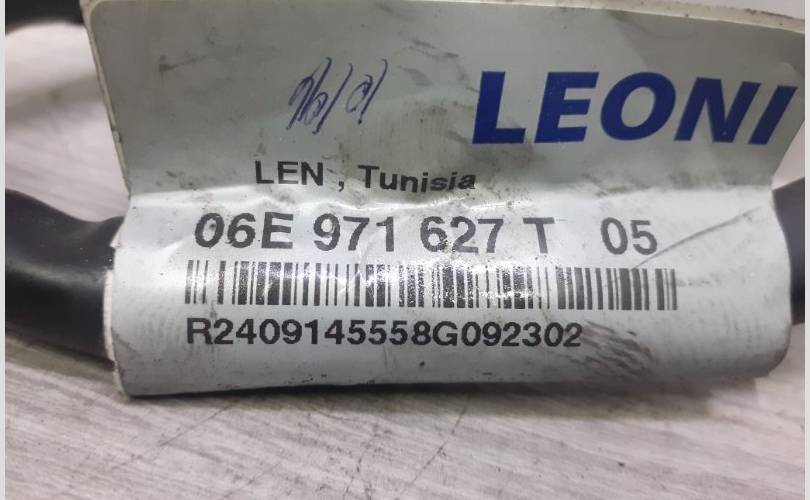 LEONI
LEN , Tunisia
06E 971 627 T 05
R2409145558G092302